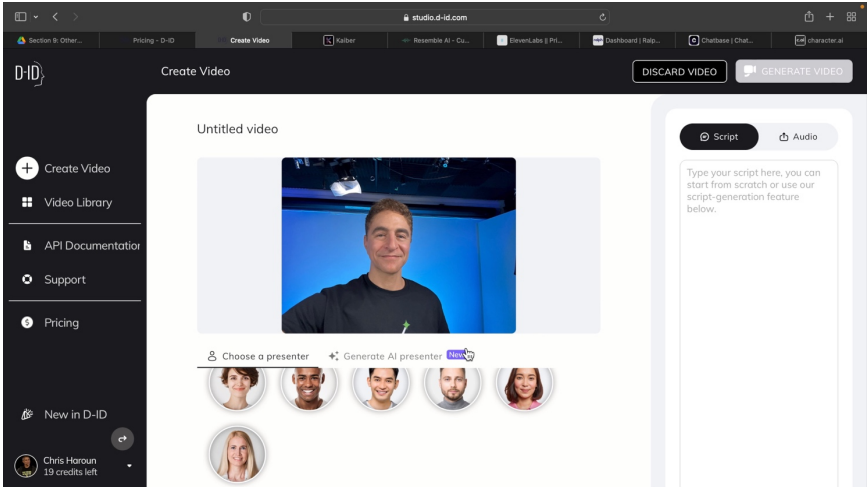 studio.d-id.com
Section 9: Other...
Pricing - D-ID
Create Video
Kaiber
Resemble AI – Cu...
ElevenLabs || Pri...
Dashboard | Ralp...
Chatbase | Chat...
character.ai
D-ID
Create Video
DISCARD VIDEO
GENERATE VIDEO
Create Video
Video Library
API Documentation
Support
Pricing
New in D-ID
Chris Haroun
19 credits left
Untitled video
Choose a presenter
Generate AI presenter
New
Script
Audio
Type your script here, you can
start from scratch or use our
script-generation feature
below.